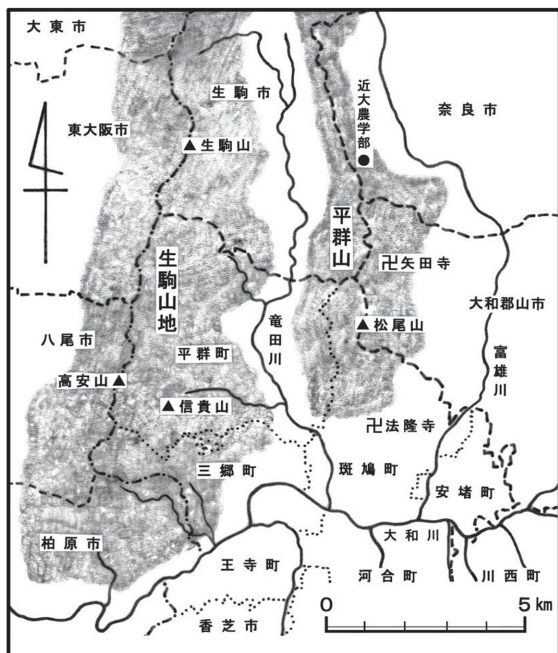 大東市
生駒市
近大農学部
奈良市
東大阪市
▲生駒山
平群山
生駒山地
卍矢田寺
大和郡山市
竜田川
▲松尾山
八尾市
平群町
富雄川
高安山▲
▲信貴山
卍法隆寺
三郷町
斑鳩町
安堵町
柏原市
大和川
王寺町
河合町
川西町
香芝市
0 5km